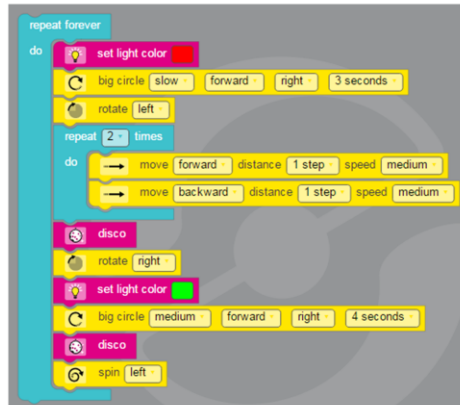 repeat forever
do
set light color
big circle slow forward right 3 seconds
rotate left
repeat 2 times
do move forward distance 1 step speed medium
move backward distance 1 step speed medium
disco
rotate right
set light color
big circle medium forward right 4 seconds
disco
spin left